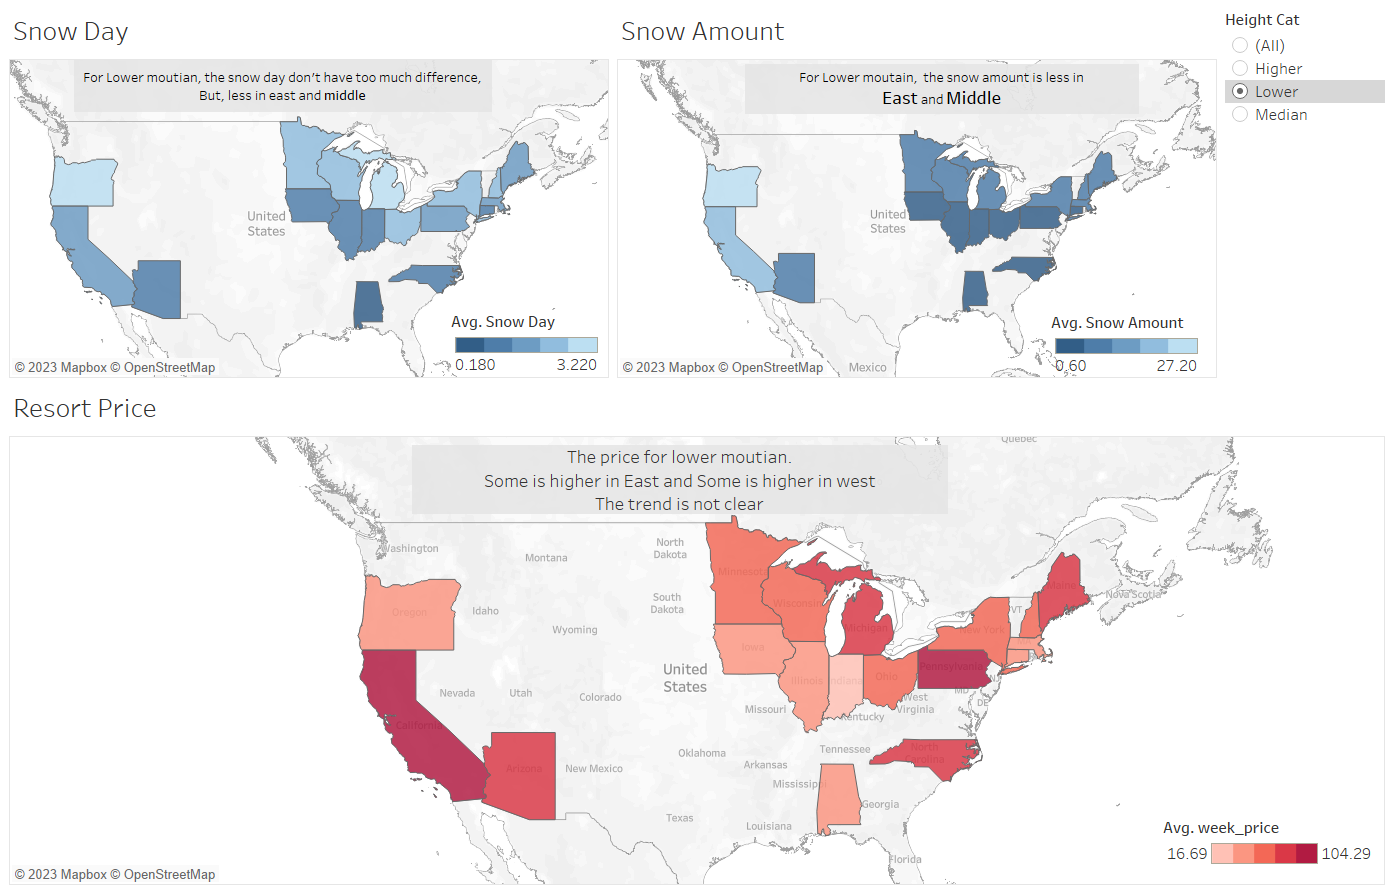 Snow Day
Snow Amount
Height Cat
(All)
Higher
Lower
Median
For Lower moutian, the snow day don't have too much difference,
But, less in east and middle
United
States
Avg. Snow Day
0.180
3.220
© 2023 Mapbox © OpenStreetMap
For Lower moutain, the snow amount is less in
East and Middle
United
States
Avg. Snow Amount
0.60
27.20
© 2023 Mapbox © OpenStreetMap
Mexico
Resort Price
The price for lower moutian.
Some is higher in East and Some is higher in west
The trend is not clear
Quebec
Washington
Montana
North
Dakota
Minnesota
Maine
Nova Scotia
Oregon
Idaho
South
Dakota
Wisconsin
VT
Wyoming
Michigan
New York
Iowa
Pennsylvania
United
States
Illinois
Indiana
Ohio
NJ
Nevada
Utah
Colorado
MD
DE
Missouri
West
Virginia
Kentucky
California
Oklahoma
Tennessee
North
Carolina
Arizona
New Mexico
Arkansas
Mississippi
Georgia
Texas
Louisiana
Florida
Avg. week_price
16.69
104.29
© 2023 Mapbox © OpenStreetMap